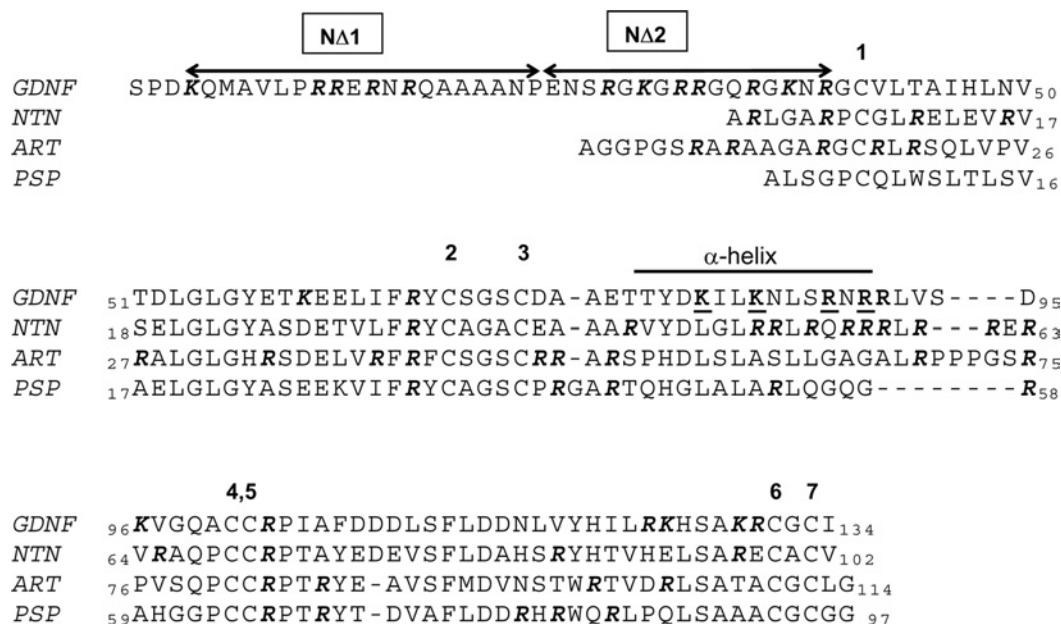 NΔ1 NΔ2
1
GDNF SPDKQMAVLPRRERNRQAAAANPENSRGKGRRGQRGKNRGCVLTAIHLNV50
NTN ARLGARPCGLRELEVRV17
ART AGGPGSRARAAGARGCRLRSQLVPV26
PSP ALSGPCQLWSLTLSV16
2 3 α-helix
GDNF 51TDLGLGYETKEELIFRYCSGSCDA-AETTYDKILKNLSRNRRLVS----D95
NTN 18SELGLGYASDETVLFRYCAGACEA-AARVYDLGLRRLRQRRRLR---RER63
ART 27RALGLGHRSDELVRFRFCSGSCRR-ARSPHDLSLASLLGAGALRPPPGSR75
PSP 17AELGLGYASEEKVIFRYCAGSCPRGARTQHGLALARLQGQG--------R58
4,5 6 7
GDNF 96KVGQACCRPIAFDDDLSFLDDNLVYHILRKHSAKRCGCI134
NTN 64VRAQPCCRPTAYEDEVSFLDAHSRYHTVHELSARECACV102
ART 76PVSQPCCRPTRYE-AVSFMDVNSTWRTVDRLSATACGCLG114
PSP 59AHGGPCCRPTRYT-DVAFLDDRHRWQRLPQLSAAACGCGG 97